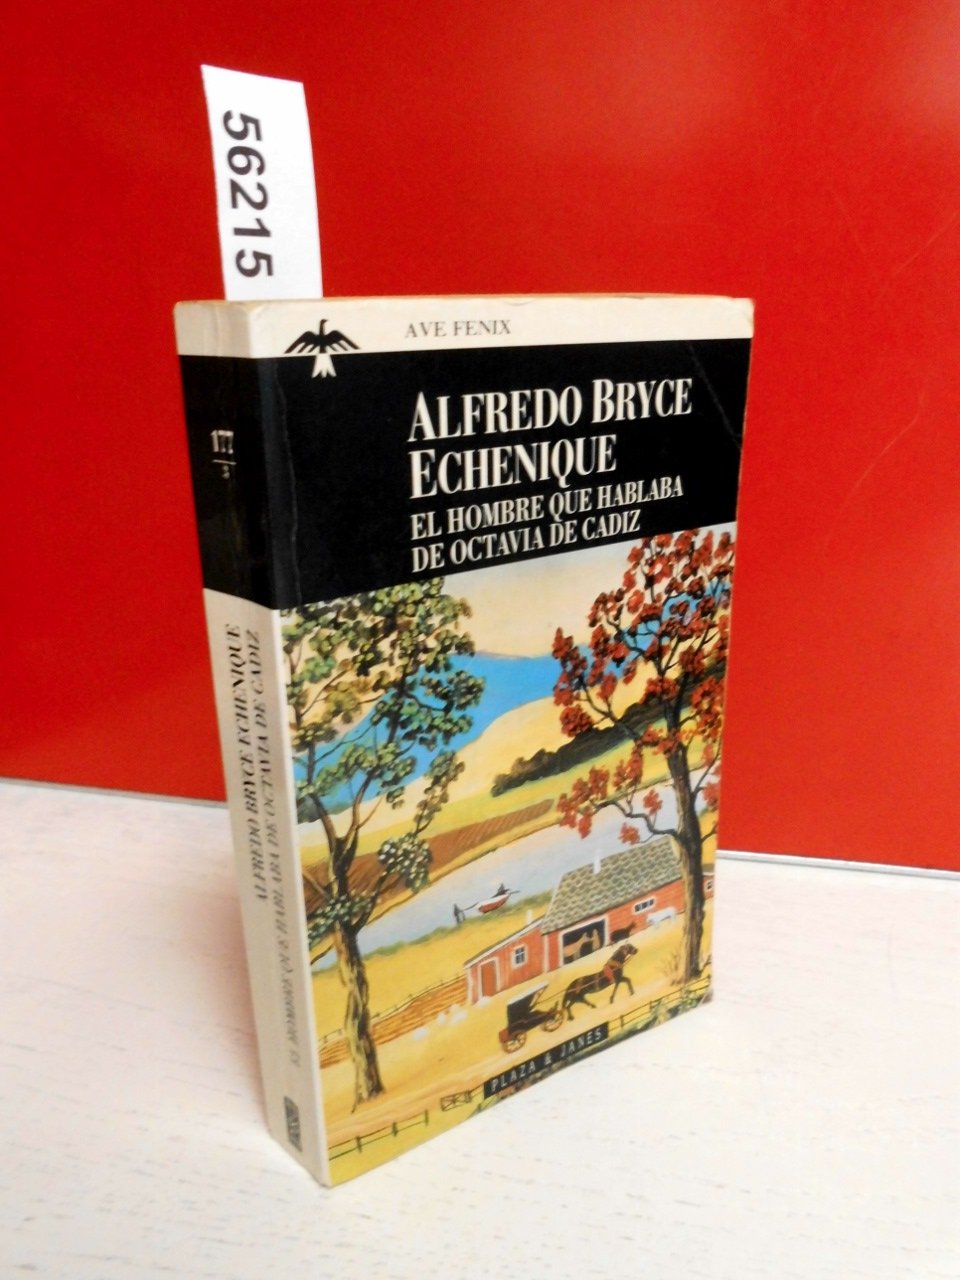 56215
AVE FENIX
ALFREDO BRYCE
ECHENIQUE
EL HOMBRE QUE HABLABA
DE OCTAVIA DE CADIZ
177
3
ALFREDO BRYCE ECHENIQUE
EL HOMBRE QUE HABLABA DE OCTAVIA DE CADIZ
PLAZA & JANES